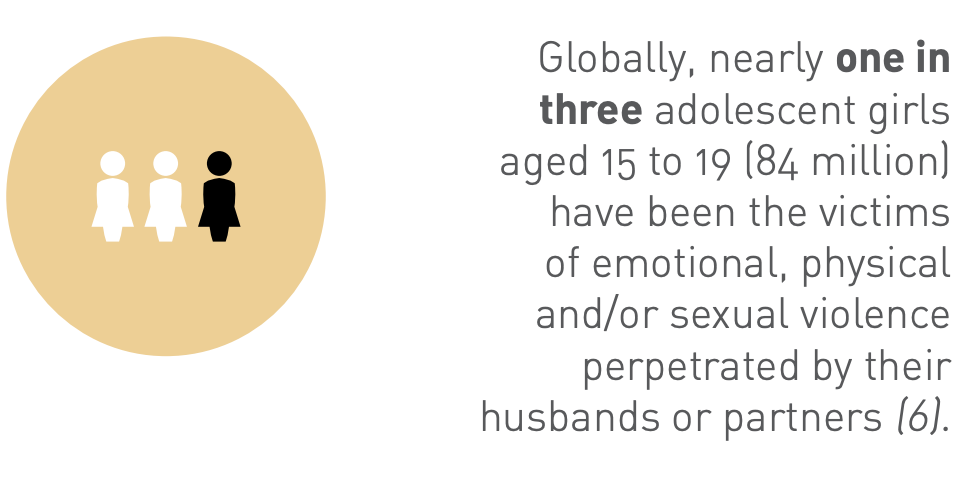 Globally, nearly one in
three adolescent girls
aged 15 to 19 (84 million)
have been the victims
of emotional, physical
and/or sexual violence
perpetrated by their
husbands or partners (6).